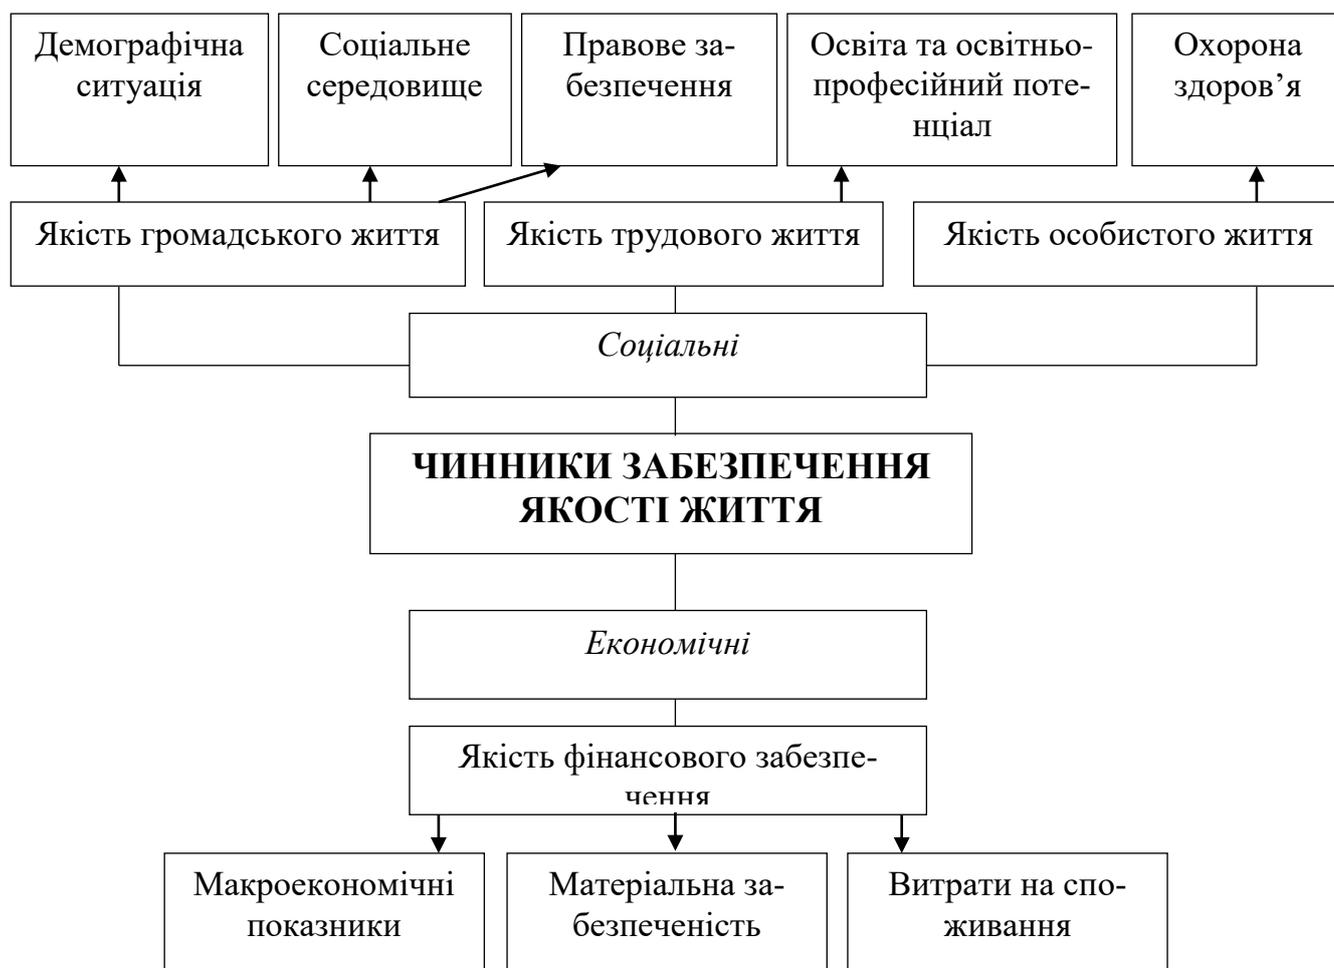 Демографічна
ситуація
Соціальне
середовище
Правове за-
безпечення
Освіта та освітньо-
професійний поте-
нціал
Охорона
здоров’я
Якість громадського життя
Якість трудового життя
Якість особистого життя
Соціальні
ЧИННИКИ ЗАБЕЗПЕЧЕННЯ
ЯКОСТІ ЖИТТЯ
Економічні
Якість фінансового забезпе-
чення
Макроекономічні
показники
Матеріальна за-
безпеченість
Витрати на спо-
живання